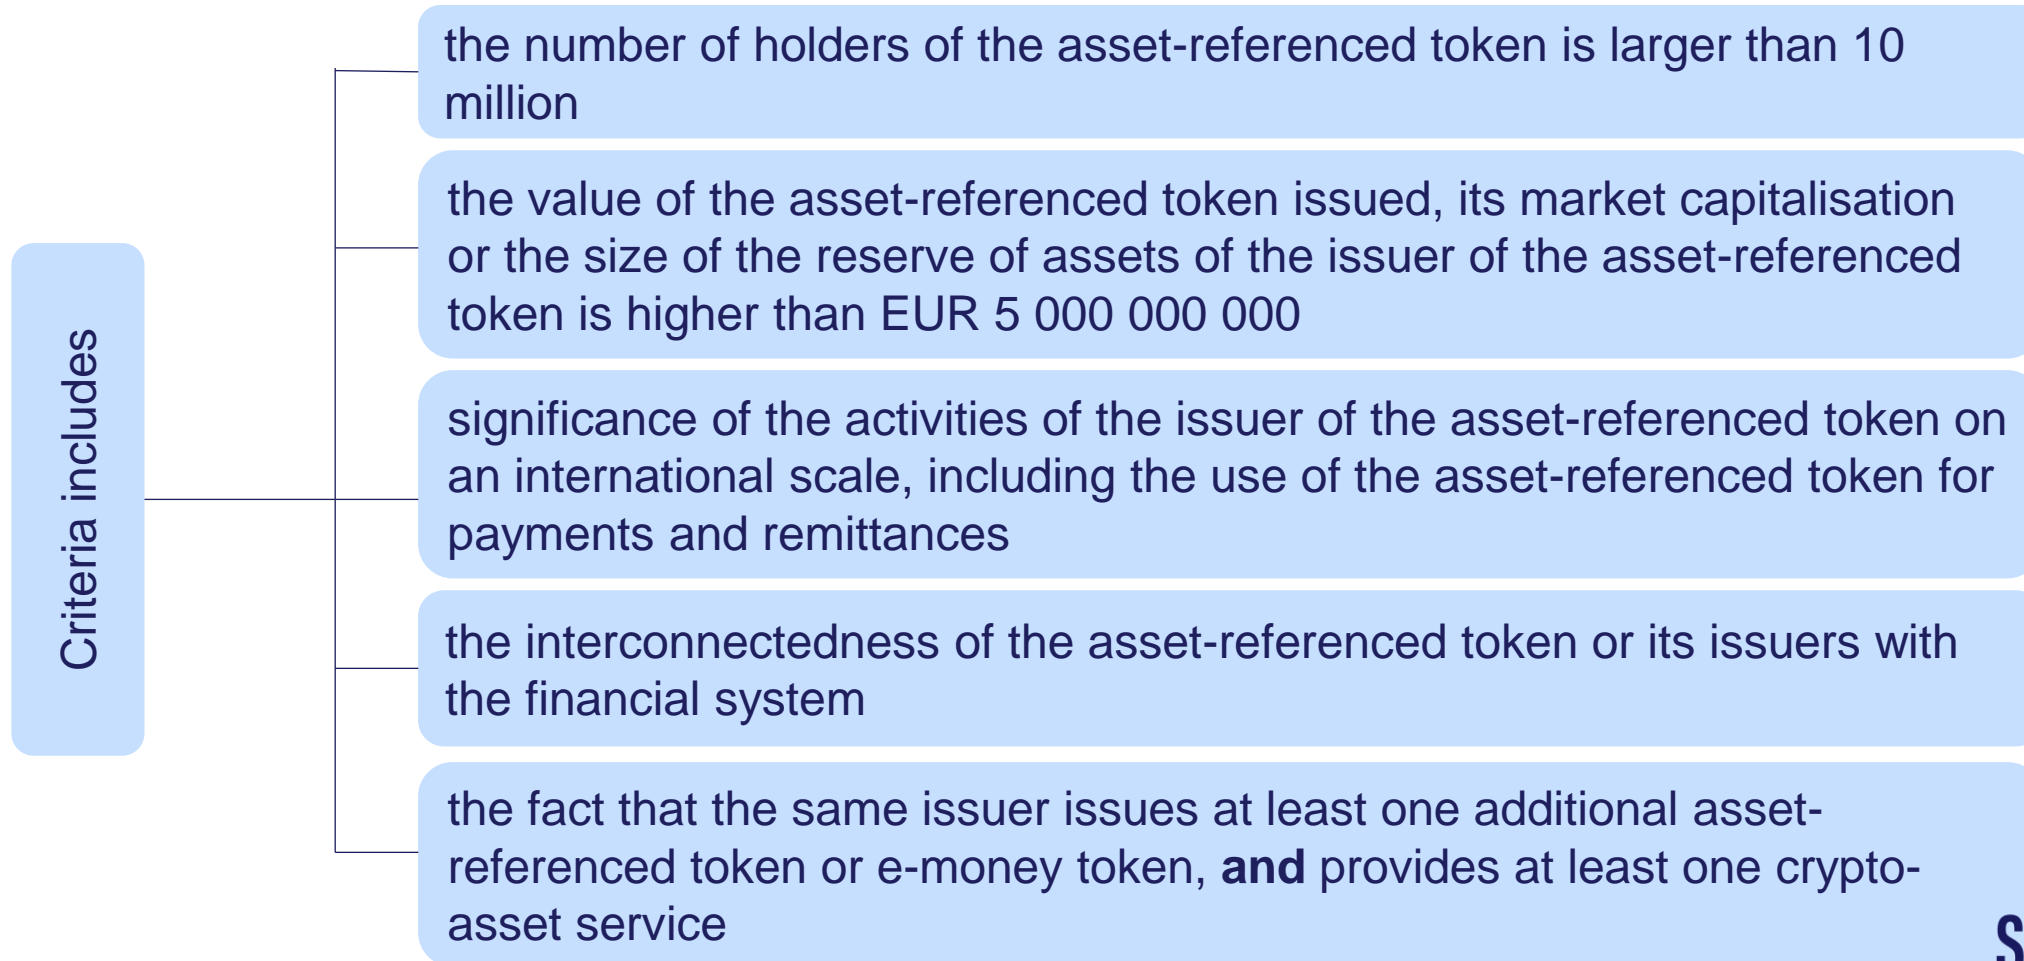 Criteria includes
the number of holders of the asset-referenced token is larger than 10
million
the value of the asset-referenced token issued, its market capitalisation
or the size of the reserve of assets of the issuer of the asset-referenced
token is higher than EUR 5 000 000 000
significance of the activities of the issuer of the asset-referenced token on
an international scale, including the use of the asset-referenced token for
payments and remittances
the interconnectedness of the asset-referenced token or its issuers with
the financial system
the fact that the same issuer issues at least one additional asset-
referenced token or e-money token, and provides at least one crypto-
asset service